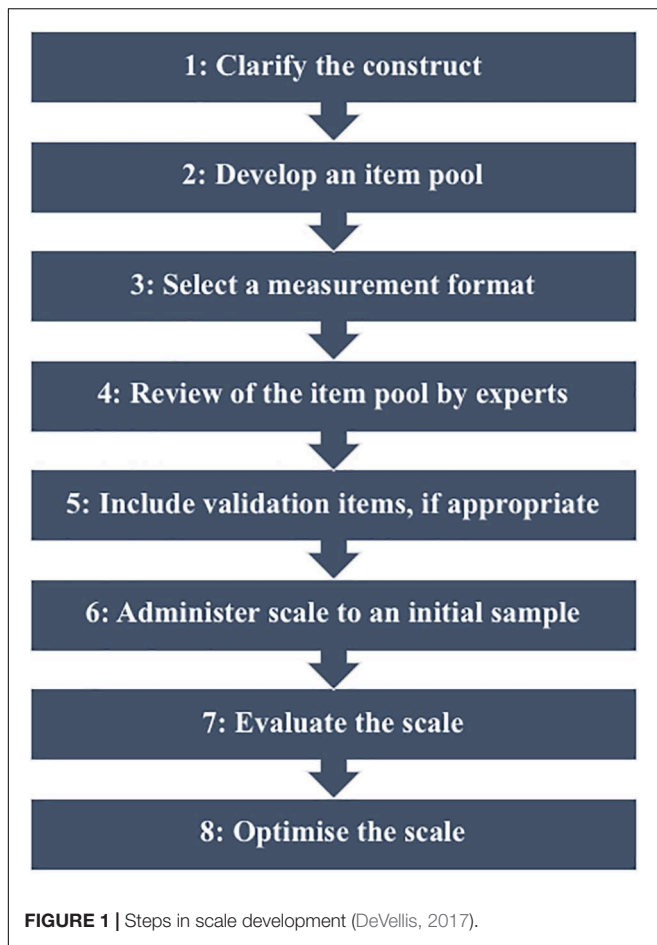 1: Clarify the construct
2: Develop an item pool
3: Select a measurement format
4: Review of the item pool by experts
5: Include validation items, if appropriate
6: Administer scale to an initial sample
7: Evaluate the scale
8: Optimise the scale
FIGURE 1 | Steps in scale development (DeVellis, 2017).